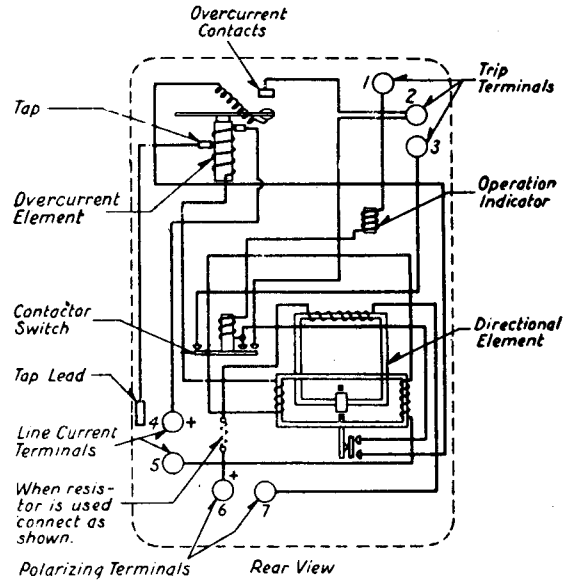 Overcurrent
Contacts
1
Trip
Terminals
2
3
Tap
Operation
Indicator
Overcurrent
Element
Contactor
Switch
Directional
Element
Tap Lead
4 +
Line Current
Terminals
5
When resis-
tor is used
connect as
shown.
+
6
7
Polarizing Terminals
Rear View